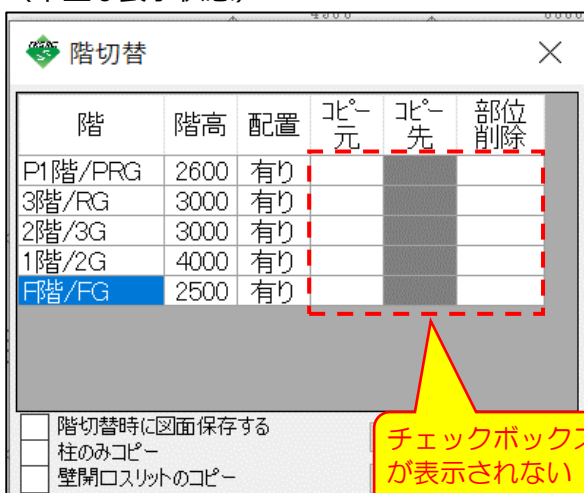 階切替
階 階高 配置 コピー元 コピー先 部位削除
P1階/PRG 2600 有り
3階/RG 3000 有り
2階/3G 3000 有り
1階/2G 4000 有り
F階/FG 2500 有り
階切替時に図面保存する
柱のみコピー
壁開口スリットのコピー
チェックボックス
が表示されない